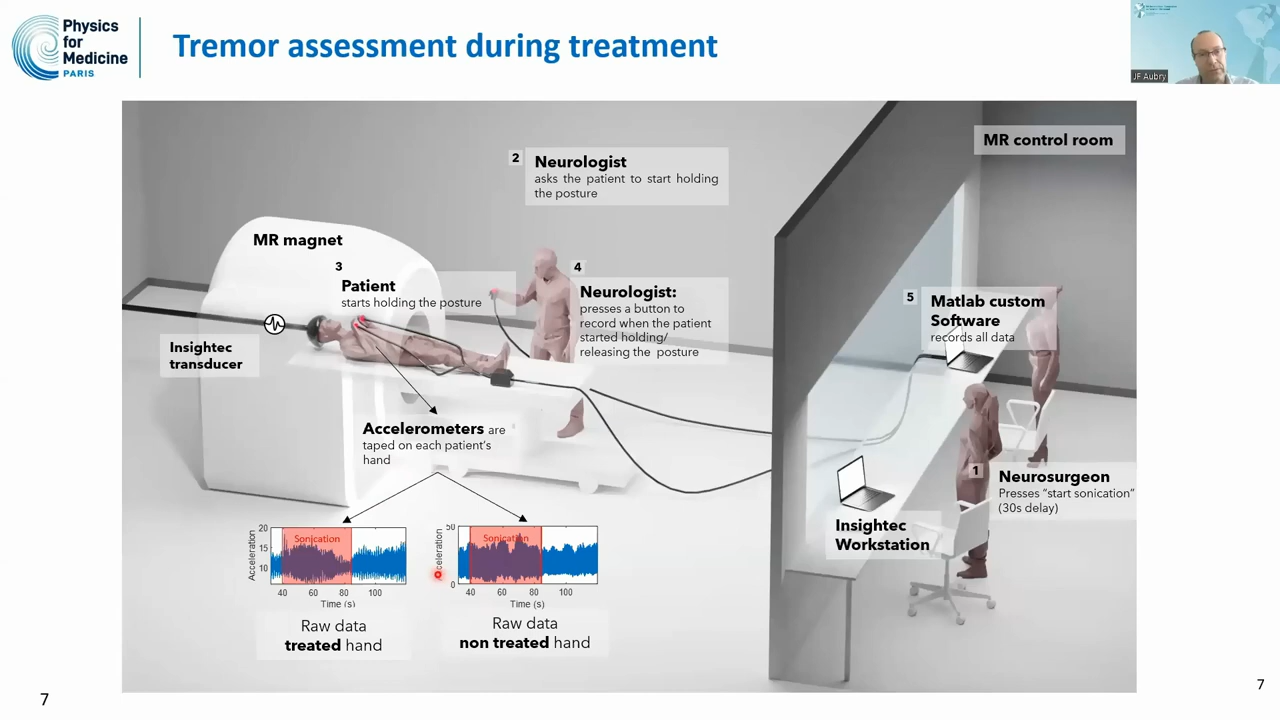 Physics
for
Medicine
PARIS
Tremor assessment during treatment
JF Aubry
MR control room
2
Neurologist
asks the patient to start holding
the posture
MR magnet
3
Patient
starts holding the posture
4
Neurologist:
presses a button to
record when the patient
started holding/
releasing the posture
5
Matlab custom
Software
records all data
Insightec
transducer
Accelerometers are
taped on each patient's
hand
1
Neurosurgeon
Presses "start sonication"
(30s delay)
Insightec
Workstation
Acceleration
20
15
10
Sonication
40 60 80 100
Time (s)
Raw data
treated hand
50
0
Sonication
40 60 80 100
Time (s)
Raw data
non treated hand
7
7